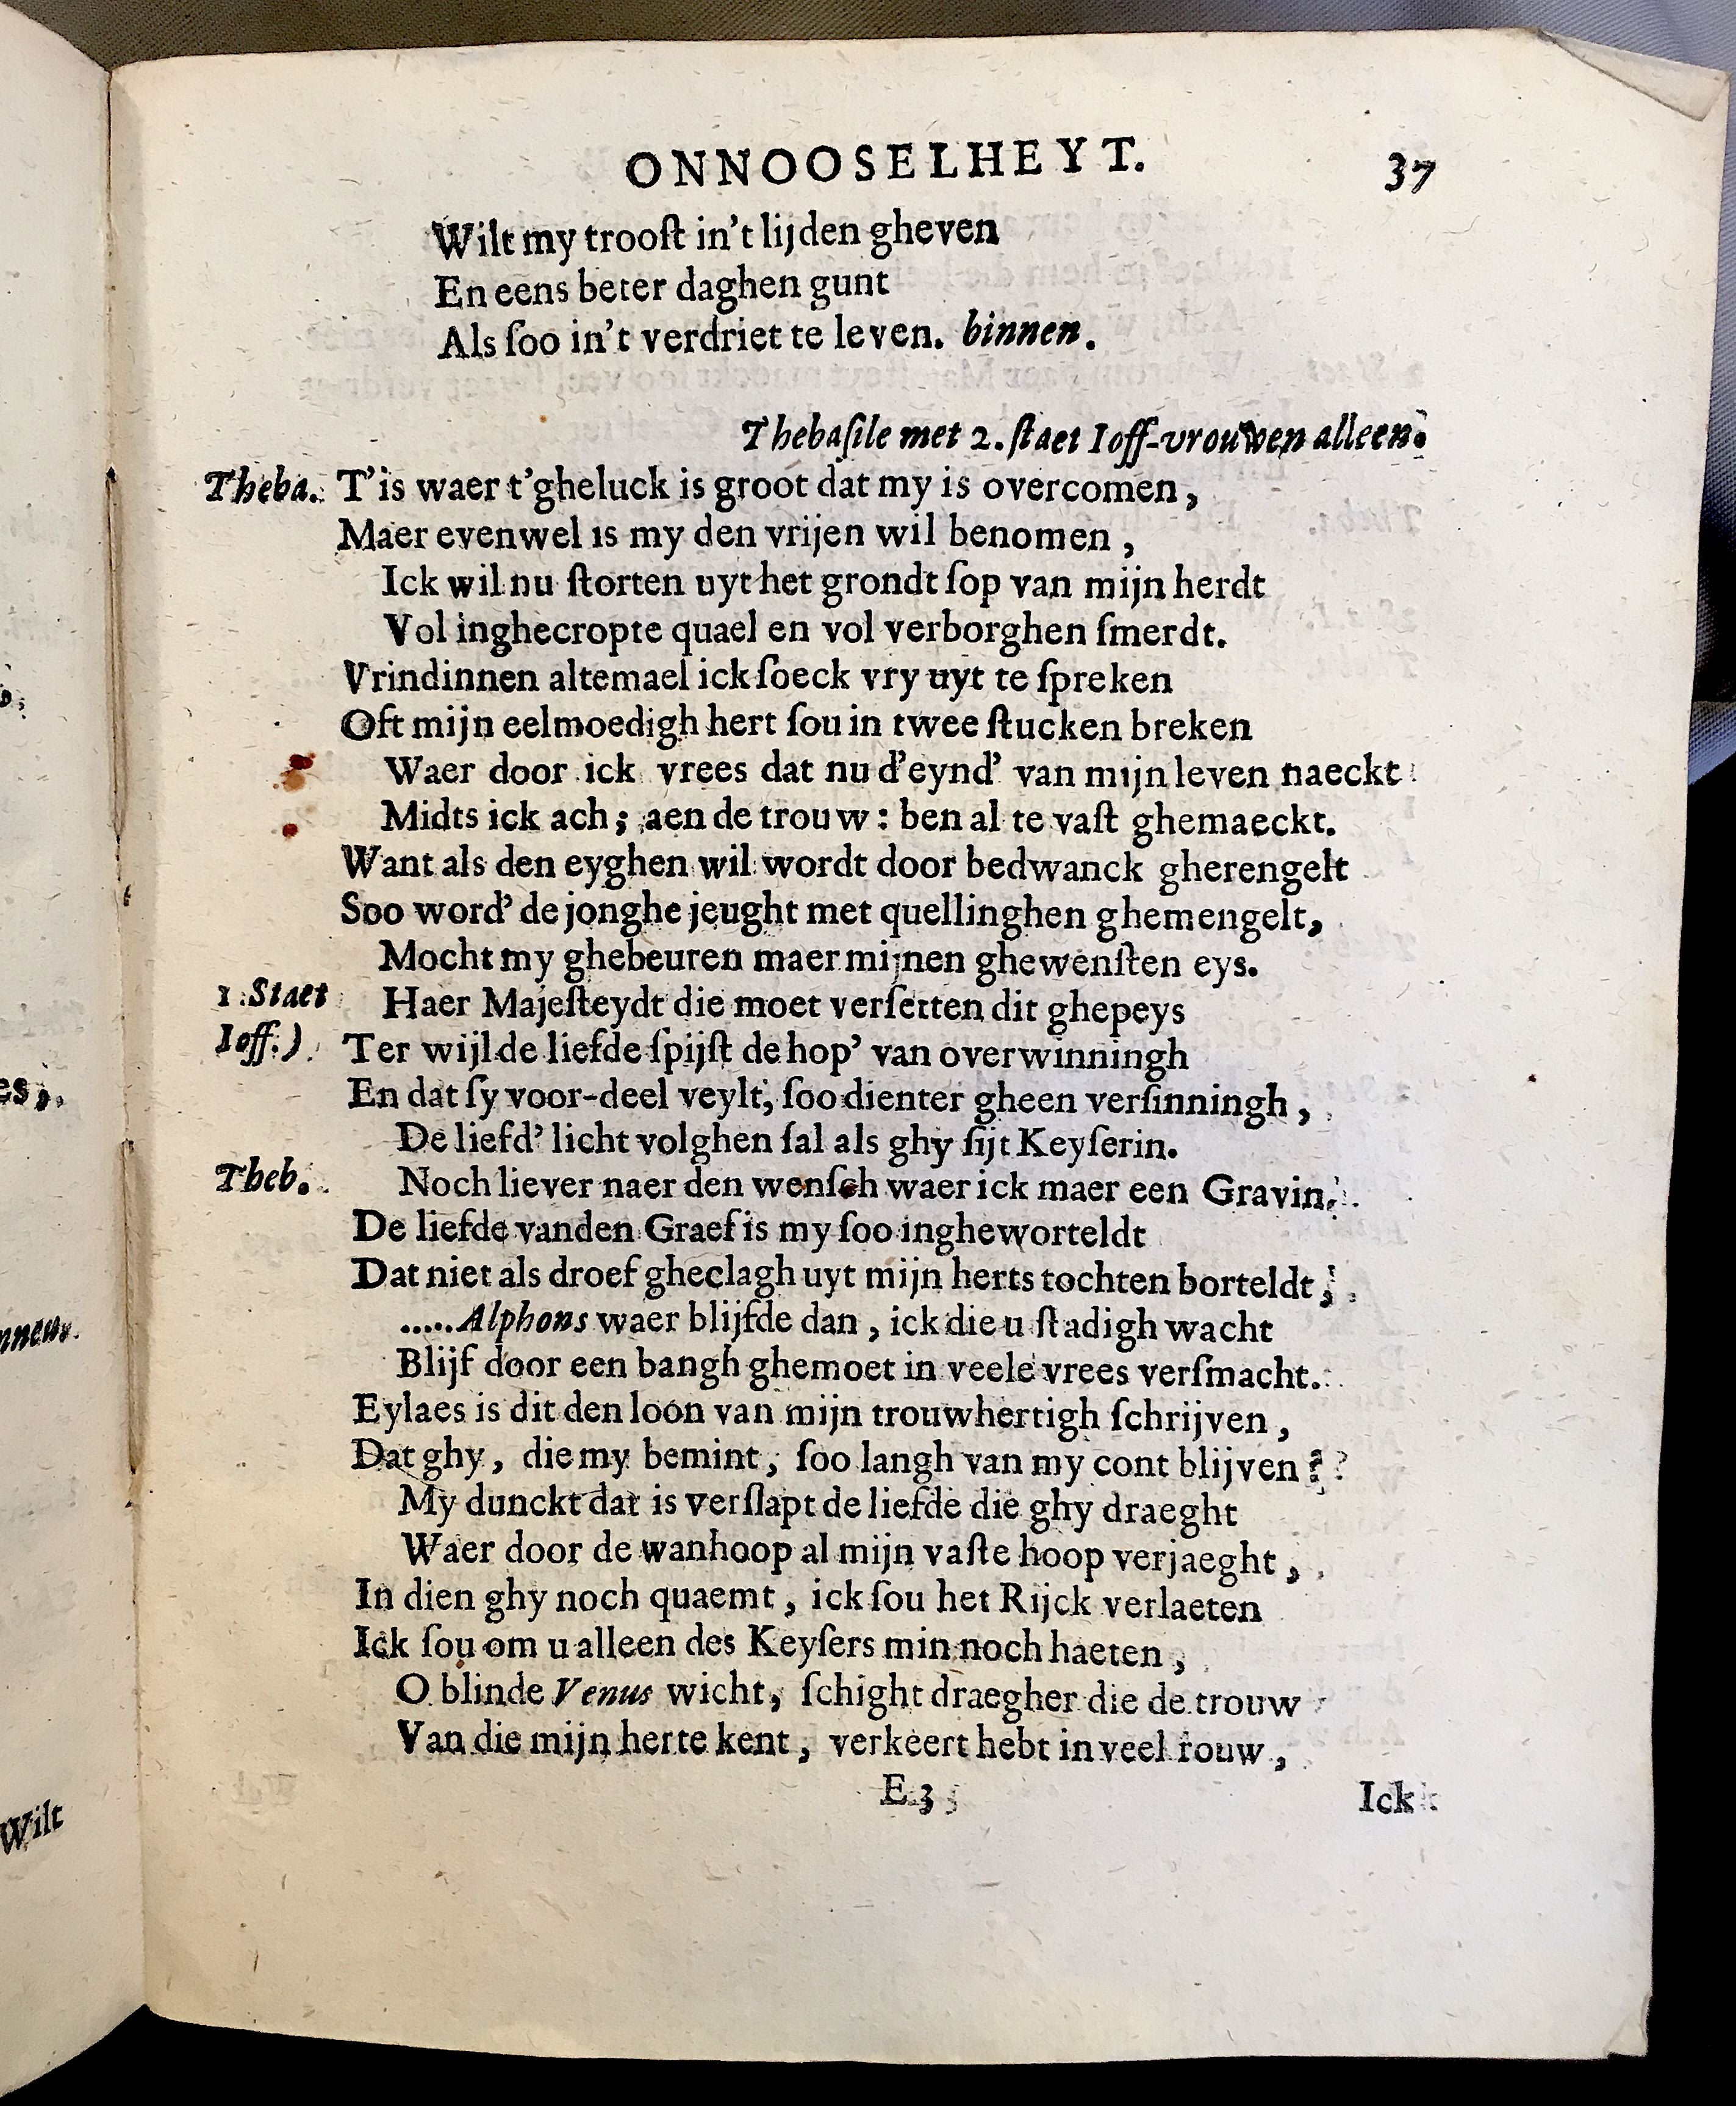 ONNOOSELHEYT. 37
Wilt my trooſt in't lijden gheven
En eens beter daghen gunt
Als ſoo in't verdriet te leven. binnen.
Thebaſile met 2. ſtaet Ioff-vrouwen alleen.
Theba. T'is waer t'gheluck is groot dat my is overcomen,
Maer evenwel is my den vrijen wil benomen,
Ick wil nu ſtorten uyt het grondt ſop van mijn herdt
Vol inghecropte quael en vol verborghen ſmerdt.
Vrindinnen altemael ick ſoeck vry uyt te ſpreken
Oft mijn eelmoedigh hert ſou in twee ſtucken breken
Waer door ick vrees dat nu d'eynd' van mijn leven naeckt
Midts ick ach; aen de trouw: ben al te vaſt ghemaeckt.
Want als den eyghen wil wordt door bedwanck gherengelt
Soo word' de jonghe jeught met quellinghen ghemengelt,
Mocht my ghebeuren maer mijnen ghewenſten eys.
1. Staet Haer Majeſteydt die moet verſetten dit ghepeys
Ioff.) Ter wijl de liefde ſpijſt de hop' van overwinningh
En dat ſy voor-deel veylt, ſoo dienter gheen verſinningh,
De liefd' licht volghen ſal als ghy ſijt Keyſerin.
Theb. Noch liever naer den wenſch waer ick maer een Gravin.
De liefde vanden Graef is my ſoo ingheworteldt
Dat niet als droef gheclagh uyt mijn herts tochten borteldt;
.....Alphons waer blijfde dan, ick die u ſtadigh wacht
Blijf door een bangh ghemoet in veele vrees verſmacht.
Eylaes is dit den loon van mijn trouwhertigh ſchrijven,
Dat ghy, die my bemint, ſoo langh van my cont blijven?
My dunckt dat is verſlapt de liefde die ghy draeght
Waer door de wanhoop al mijn vaſte hoop verjaeght,
In dien ghy noch quaemt, ick ſou het Rijck verlaeten
Ick ſou om u alleen des Keyſers min noch haeten,
O blinde Venus wicht, ſchight draegher die de trouw
Van die mijn herte kent, verkeert hebt in veel rouw,
E 3 Ick
es,
nnen.
Wilt